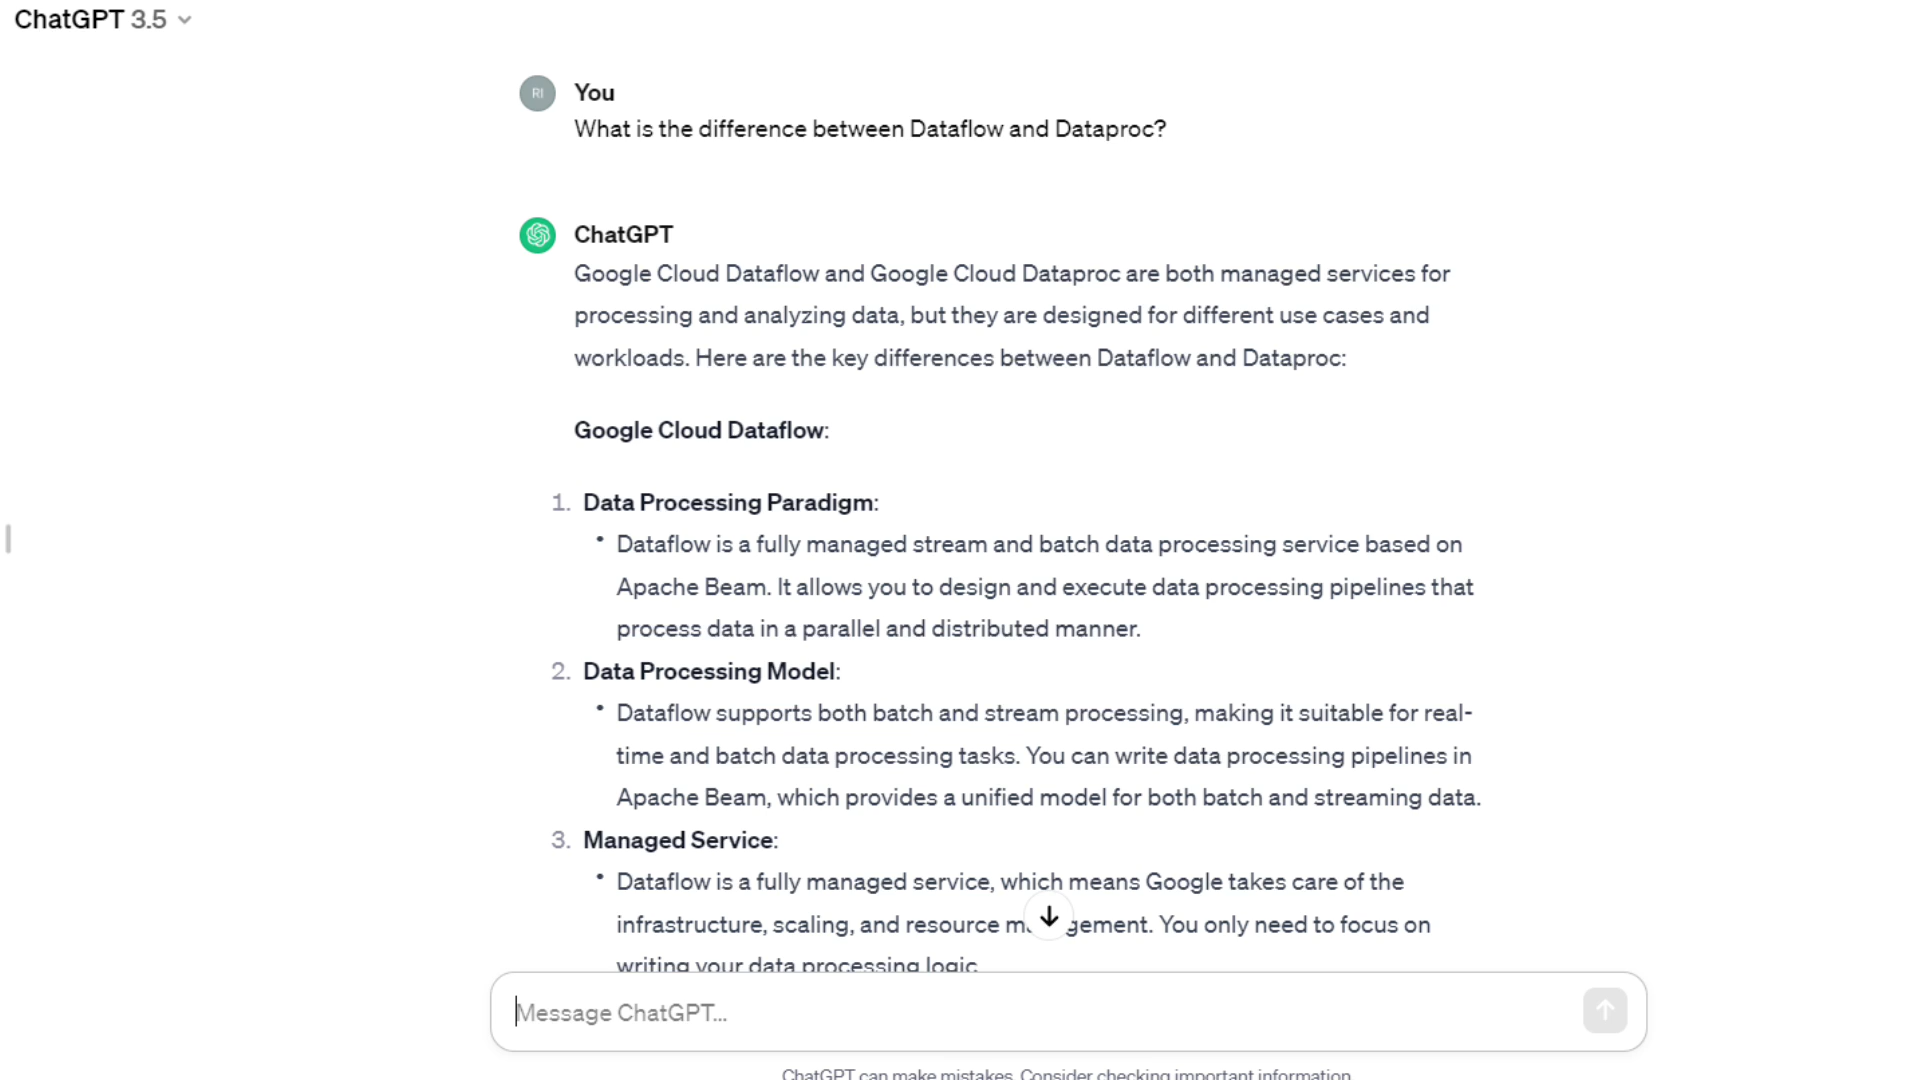 ChatGPT 3.5
RI
You
What is the difference between Dataflow and Dataproc?
ChatGPT
Google Cloud Dataflow and Google Cloud Dataproc are both managed services for
processing and analyzing data, but they are designed for different use cases and
workloads. Here are the key differences between Dataflow and Dataproc:
Google Cloud Dataflow:
1. Data Processing Paradigm:
• Dataflow is a fully managed stream and batch data processing service based on
Apache Beam. It allows you to design and execute data processing pipelines that
process data in a parallel and distributed manner.
2. Data Processing Model:
• Dataflow supports both batch and stream processing, making it suitable for real-
time and batch data processing tasks. You can write data processing pipelines in
Apache Beam, which provides a unified model for both batch and streaming data.
3. Managed Service:
• Dataflow is a fully managed service, which means Google takes care of the
infrastructure, scaling, and resource management. You only need to focus on
writing your data processing logic
Message ChatGPT...
ChatGPT can make mistakes. Consider checking important information.